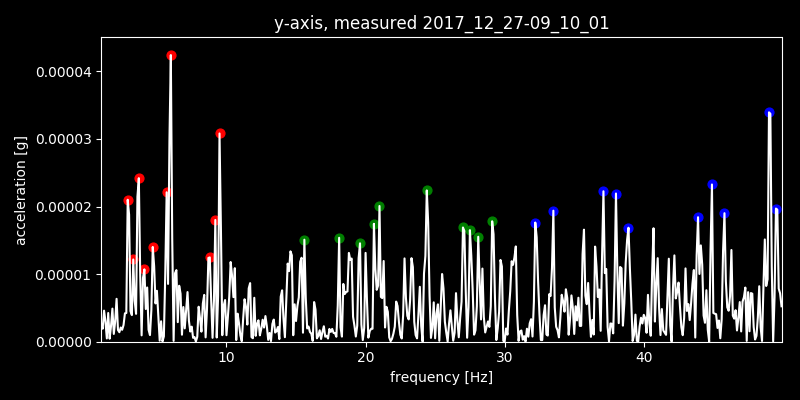 y-axis, measured 2017_12_27-09_10_01
acceleration [g]
0.00004
0.00003
0.00002
0.00001
0.00000
10 20 30 40
frequency [Hz]